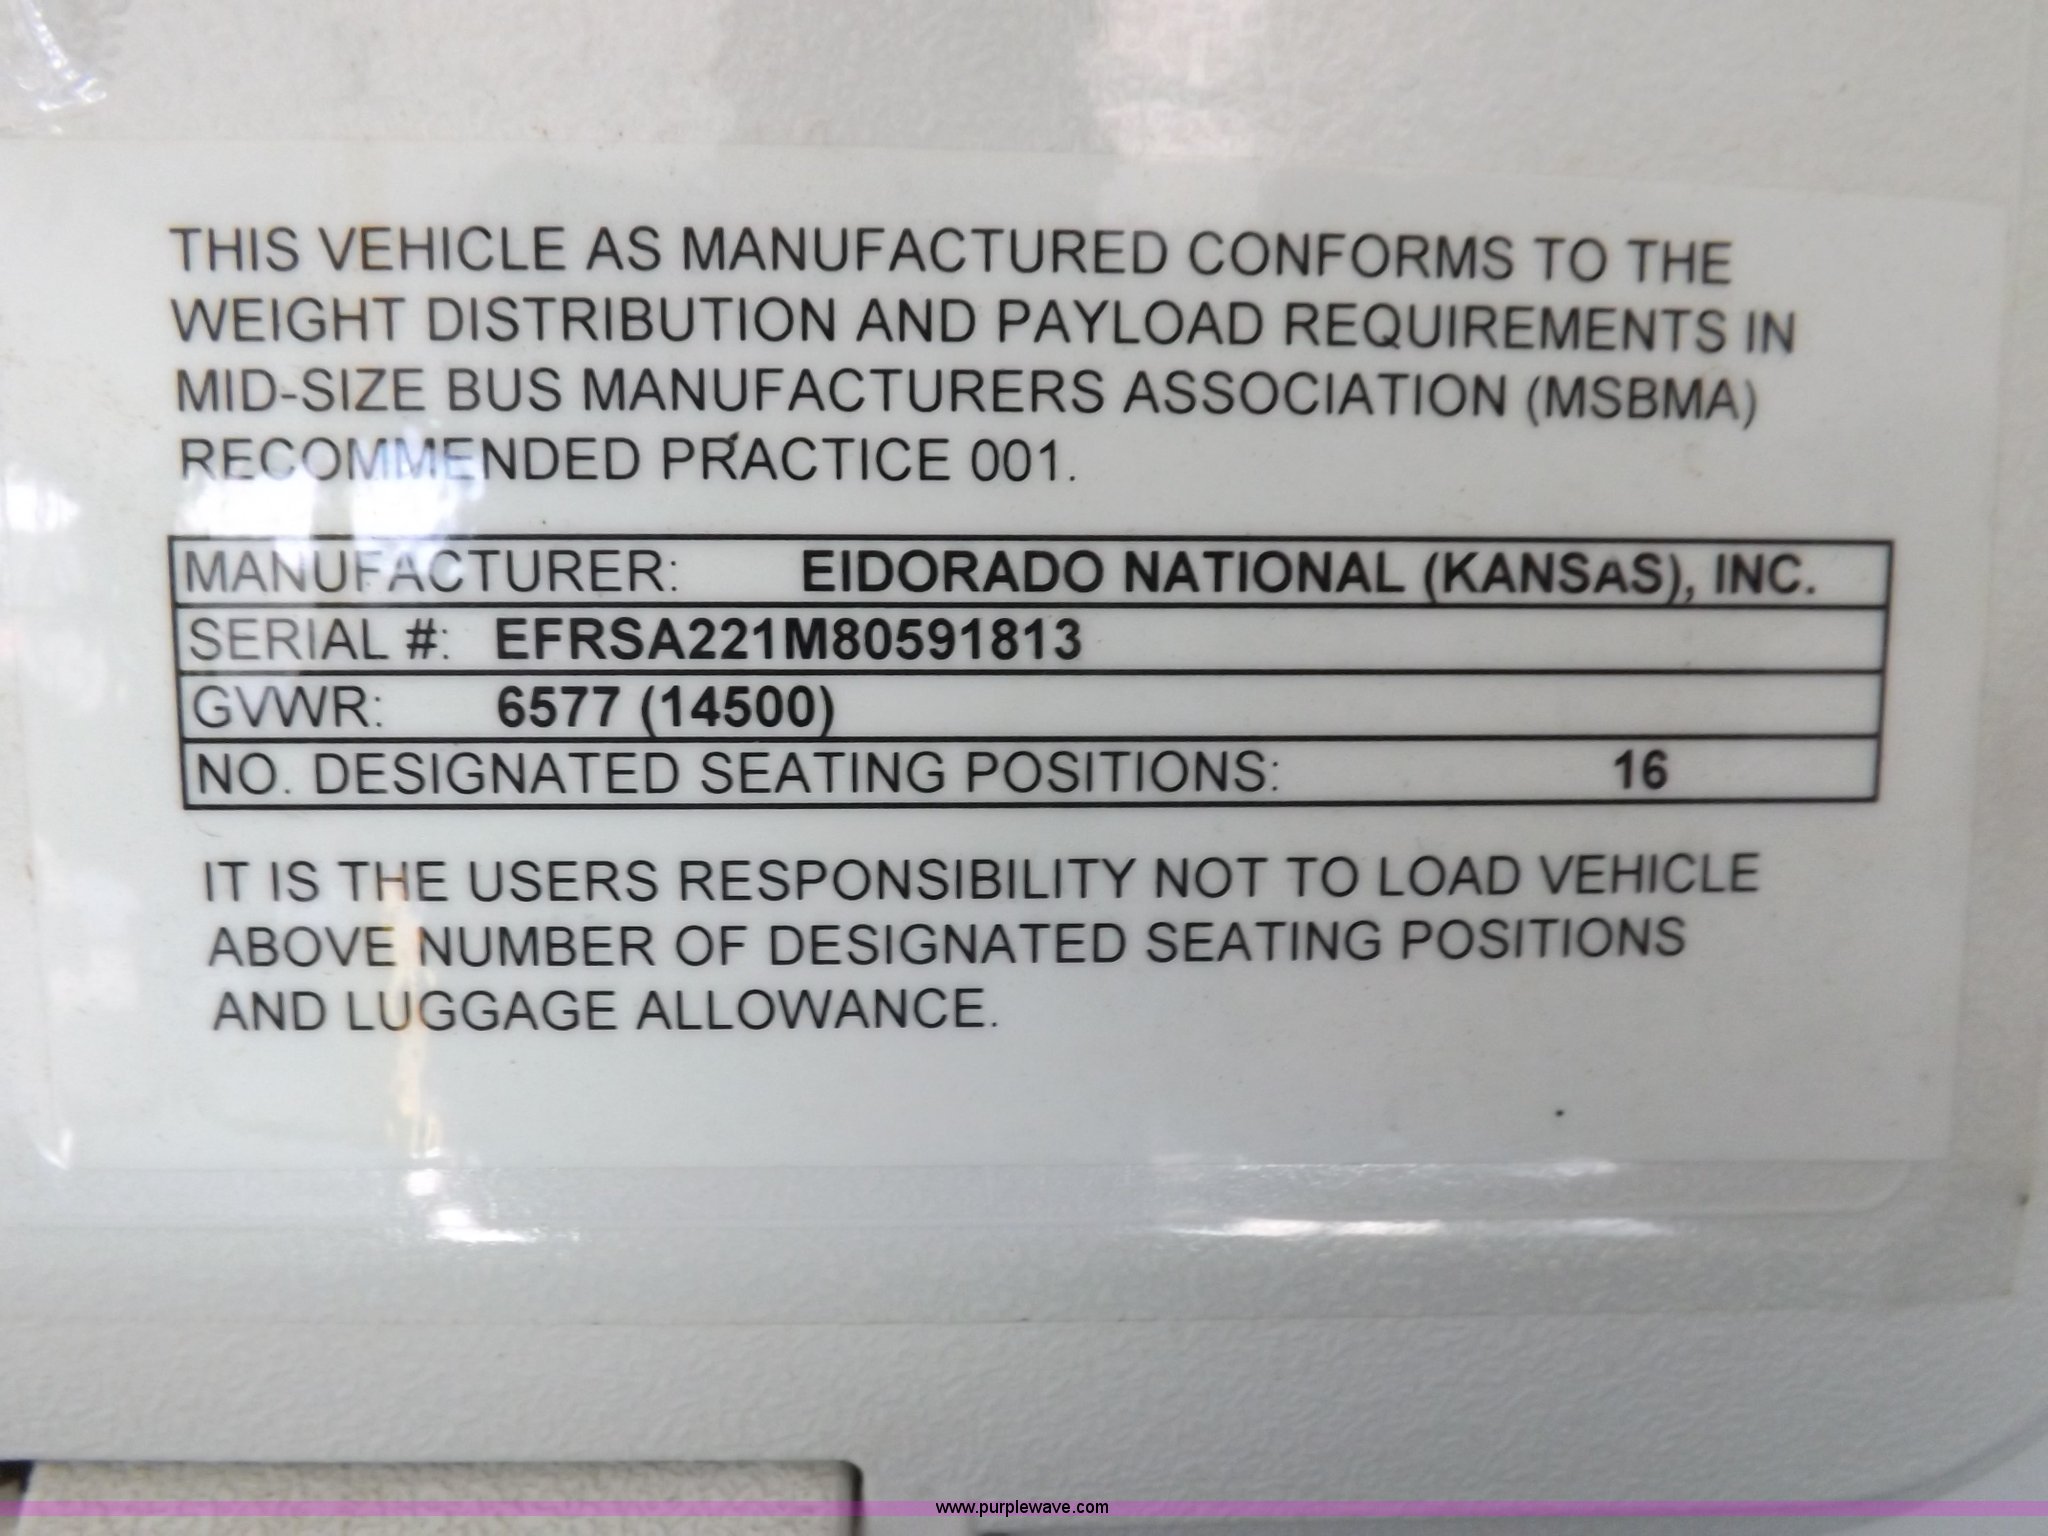 THIS VEHICLE AS MANUFACTURED CONFORMS TO THE
WEIGHT DISTRIBUTION AND PAYLOAD REQUIREMENTS IN
MID-SIZE BUS MANUFACTURERS ASSOCIATION (MSBMA)
RECOMMENDED PRACTICE 001.
MANUFACTURER: EIDORADO NATIONAL (KANSAS), INC.
SERIAL #: EFRSA221M80591813
GVWR: 6577 (14500)
NO. DESIGNATED SEATING POSITIONS: 16
IT IS THE USERS RESPONSIBILITY NOT TO LOAD VEHICLE
ABOVE NUMBER OF DESIGNATED SEATING POSITIONS
AND LUGGAGE ALLOWANCE.
www.purplewave.com